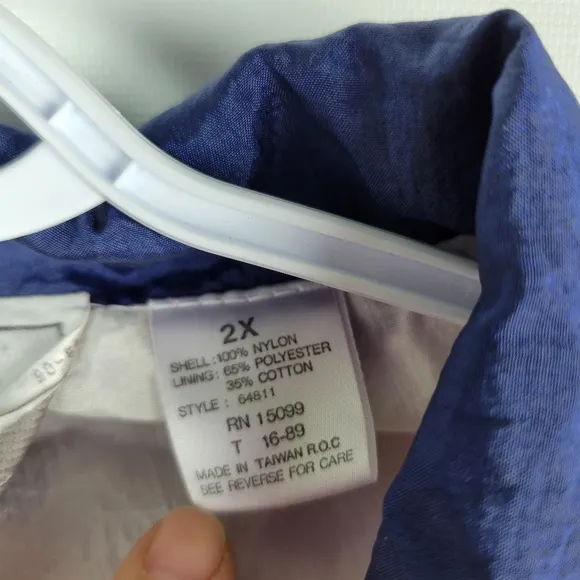 2X
SHELL: 100% NYLON
LINING: 65% POLYESTER
35% COTTON
STYLE: 64811
RN 15099
T 16-89
MADE IN TAIWAN R.O.C
SEE REVERSE FOR CARE